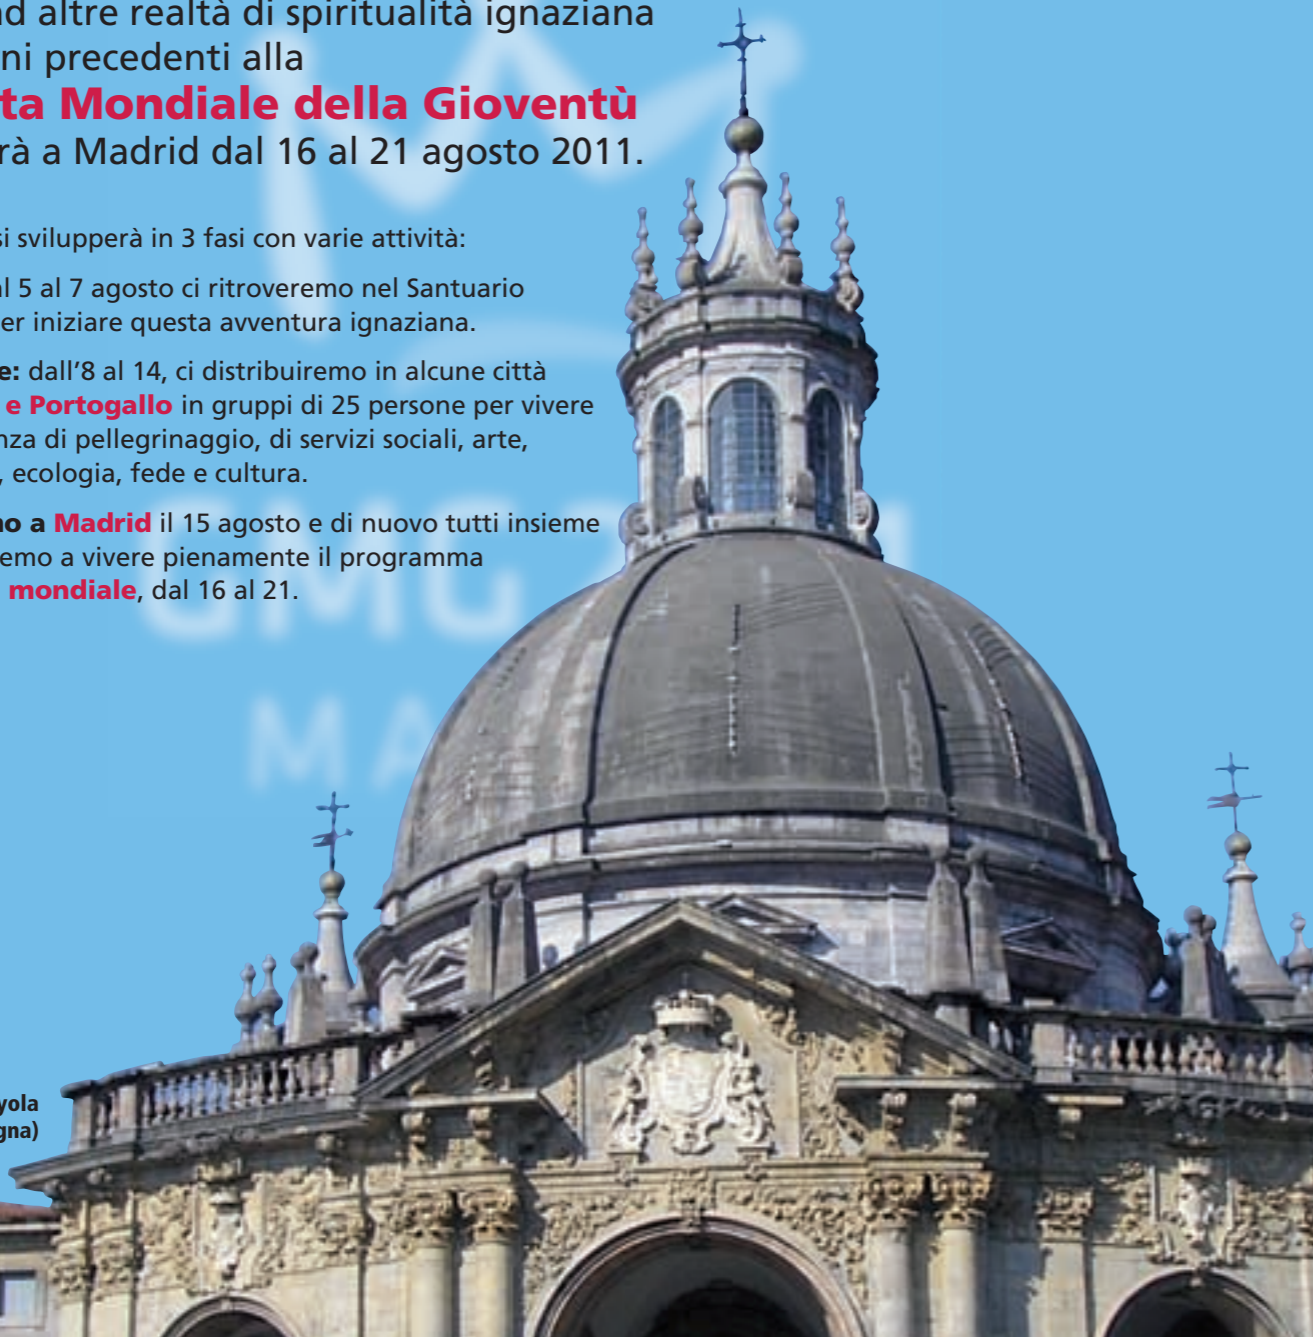 ad altre realtà di spiritualità ignaziana
ni precedenti alla
ta Mondiale della Gioventù
rà a Madrid dal 16 al 21 agosto 2011.
si svilupperà in 3 fasi con varie attività:
al 5 al 7 agosto ci ritroveremo nel Santuario
er iniziare questa avventura ignaziana.
e: dall’8 al 14, ci distribuiremo in alcune città
e Portogallo in gruppi di 25 persone per vivere
nza di pellegrinaggio, di servizi sociali, arte,
, ecologia, fede e cultura.
no a Madrid il 15 agosto e di nuovo tutti insieme
emo a vivere pienamente il programma
mondiale, dal 16 al 21.
GMG2
MA
yola
gna)